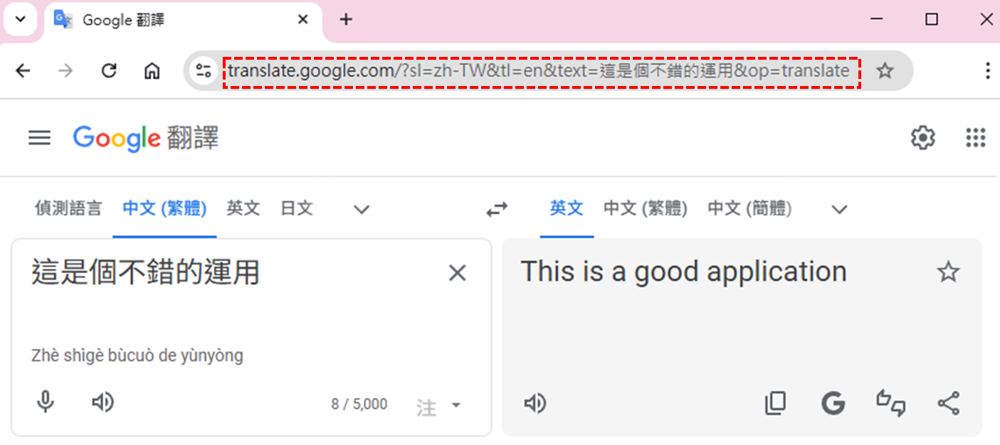 Google 翻譯
translate.google.com/?sl=zh-TW&tl=en&text=這是個不錯的運用&op=translate
Google 翻譯
偵測語言 中文 (繁體) 英文 日文
英文 中文 (繁體) 中文 (簡體)
這是個不錯的運用
Zhè shìgè bùcuò de yùnyòng
8 / 5,000 注
This is a good application
G